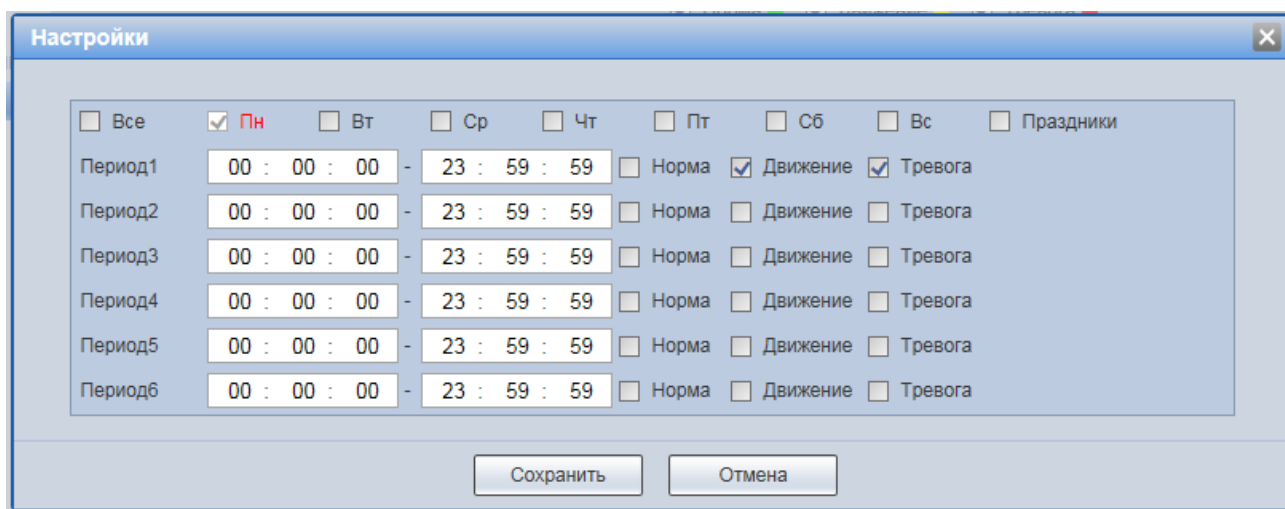 Настройки
Все Пн Вт Ср Чт Пт Сб Вс Праздники
Период1 00 : 00 : 00 - 23 : 59 : 59 Норма Движение Тревога
Период2 00 : 00 : 00 - 23 : 59 : 59 Норма Движение Тревога
Период3 00 : 00 : 00 - 23 : 59 : 59 Норма Движение Тревога
Период4 00 : 00 : 00 - 23 : 59 : 59 Норма Движение Тревога
Период5 00 : 00 : 00 - 23 : 59 : 59 Норма Движение Тревога
Период6 00 : 00 : 00 - 23 : 59 : 59 Норма Движение Тревога
Сохранить Отмена